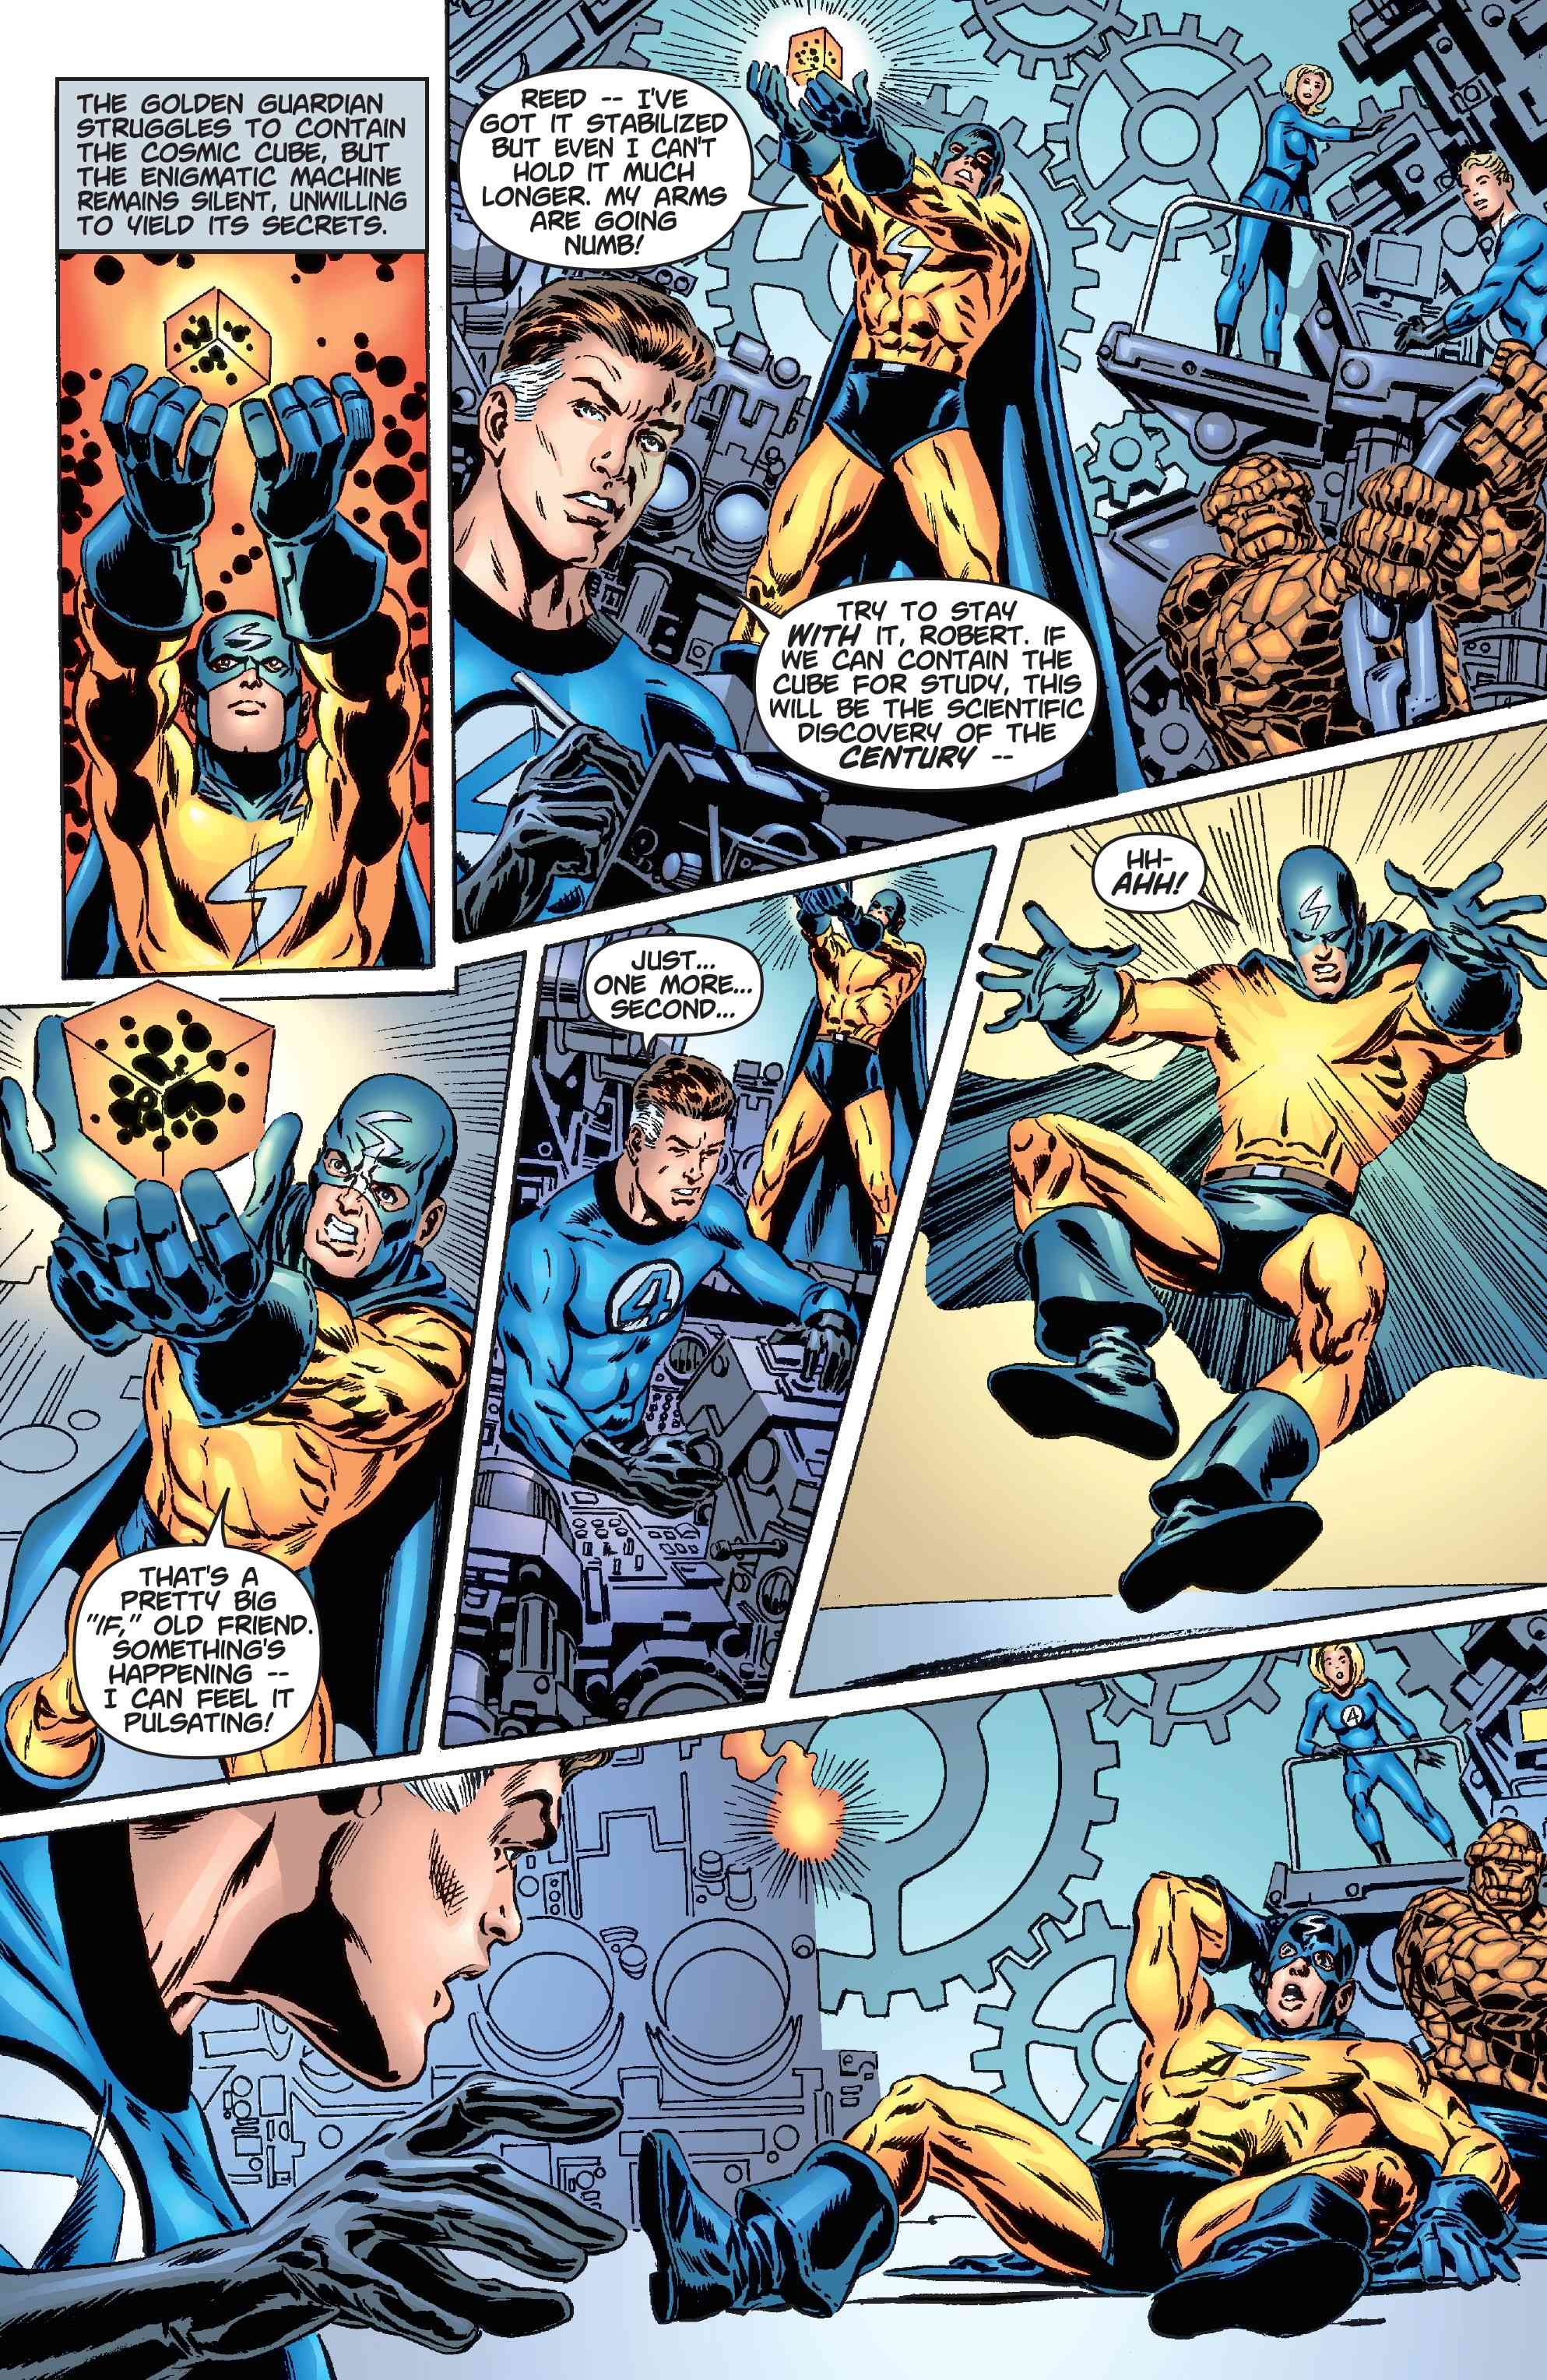 THE GOLDEN GUARDIAN
STRUGGLES TO CONTAIN
THE COSMIC CUBE, BUT
THE ENIGMATIC MACHINE
REMAINS SILENT, UNWILLING
TO YIELD ITS SECRETS.
REED -- I'VE
GOT IT STABILIZED
BUT EVEN I CAN'T
HOLD IT MUCH
LONGER. MY ARMS
ARE GOING
NUMB!
TRY TO STAY
WITH IT, ROBERT. IF
WE CAN CONTAIN THE
CUBE FOR STUDY, THIS
WILL BE THE SCIENTIFIC
DISCOVERY OF THE
CENTURY --
THAT'S A
PRETTY BIG
"IF," OLD FRIEND.
SOMETHING'S
HAPPENING --
I CAN FEEL IT
PULSATING!
JUST...
ONE MORE...
SECOND...
4
HH-
AHH!
4